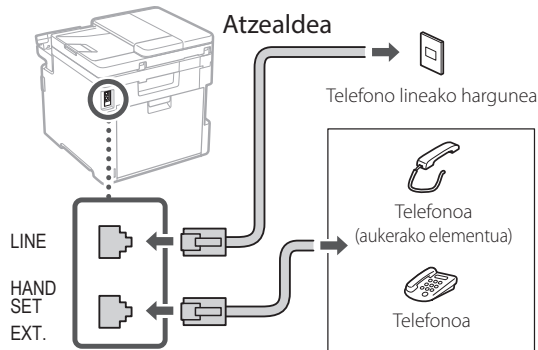 Atzealdea
Telefono lineako hargunea
Telefonoa
(aukerako elementua)
Telefonoa
LINE
HAND
SET
EXT.